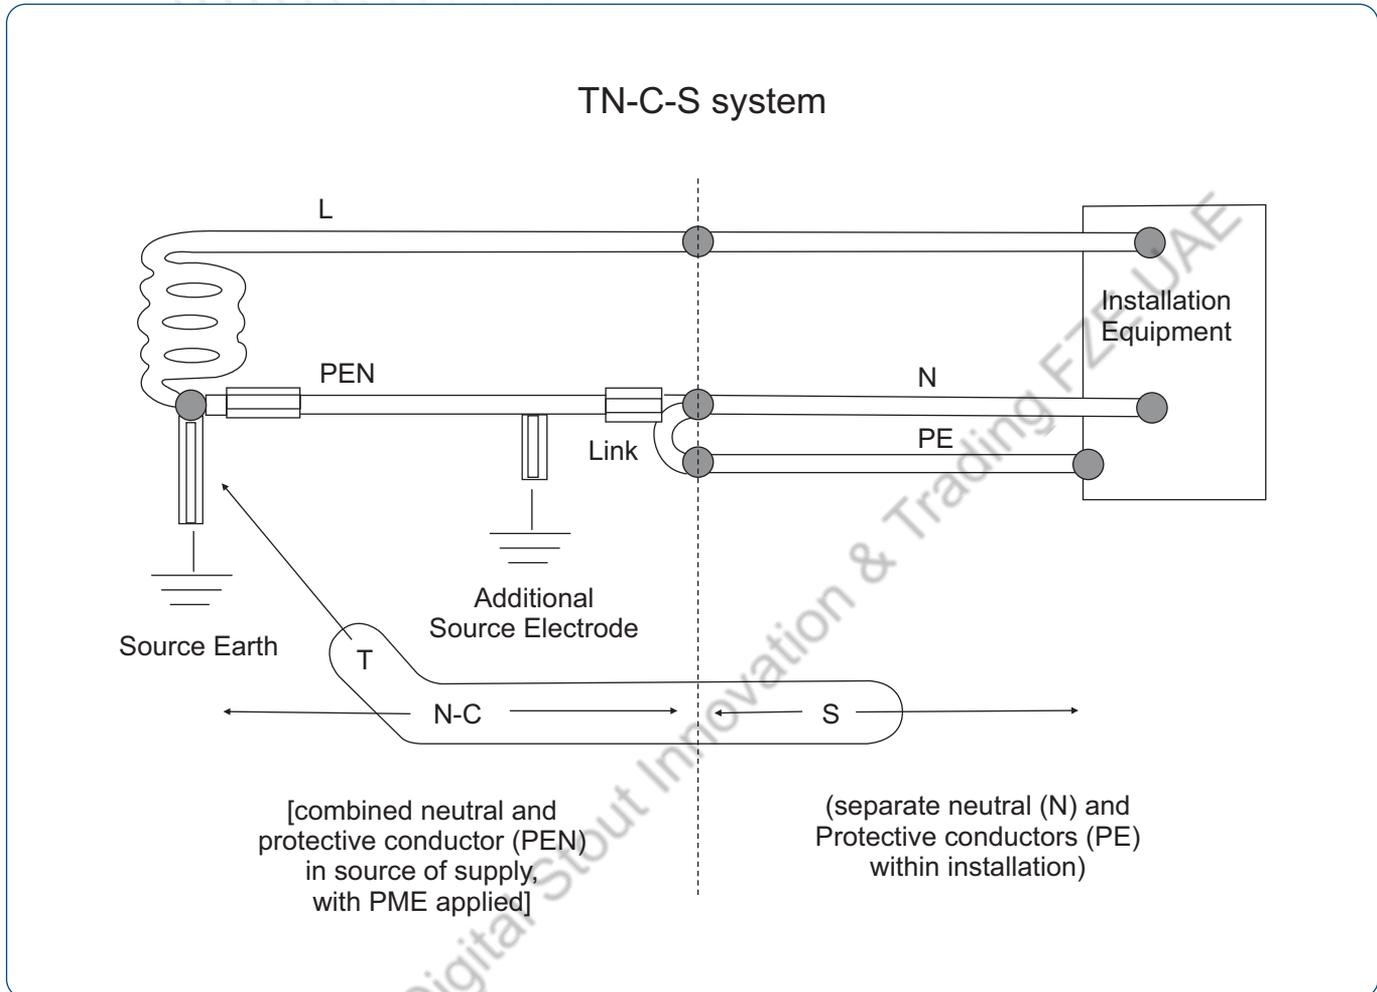 TN-C-S system
L
Installation
Equipment
PEN
N
Link
PE
Additional
Source Electrode
Source Earth
T
N-C
S
[combined neutral and
protective conductor (PEN)
in source of supply,
with PME applied]
(separate neutral (N) and
Protective conductors (PE)
within installation)
Digital Stout Innovation & Trading FZE UAE